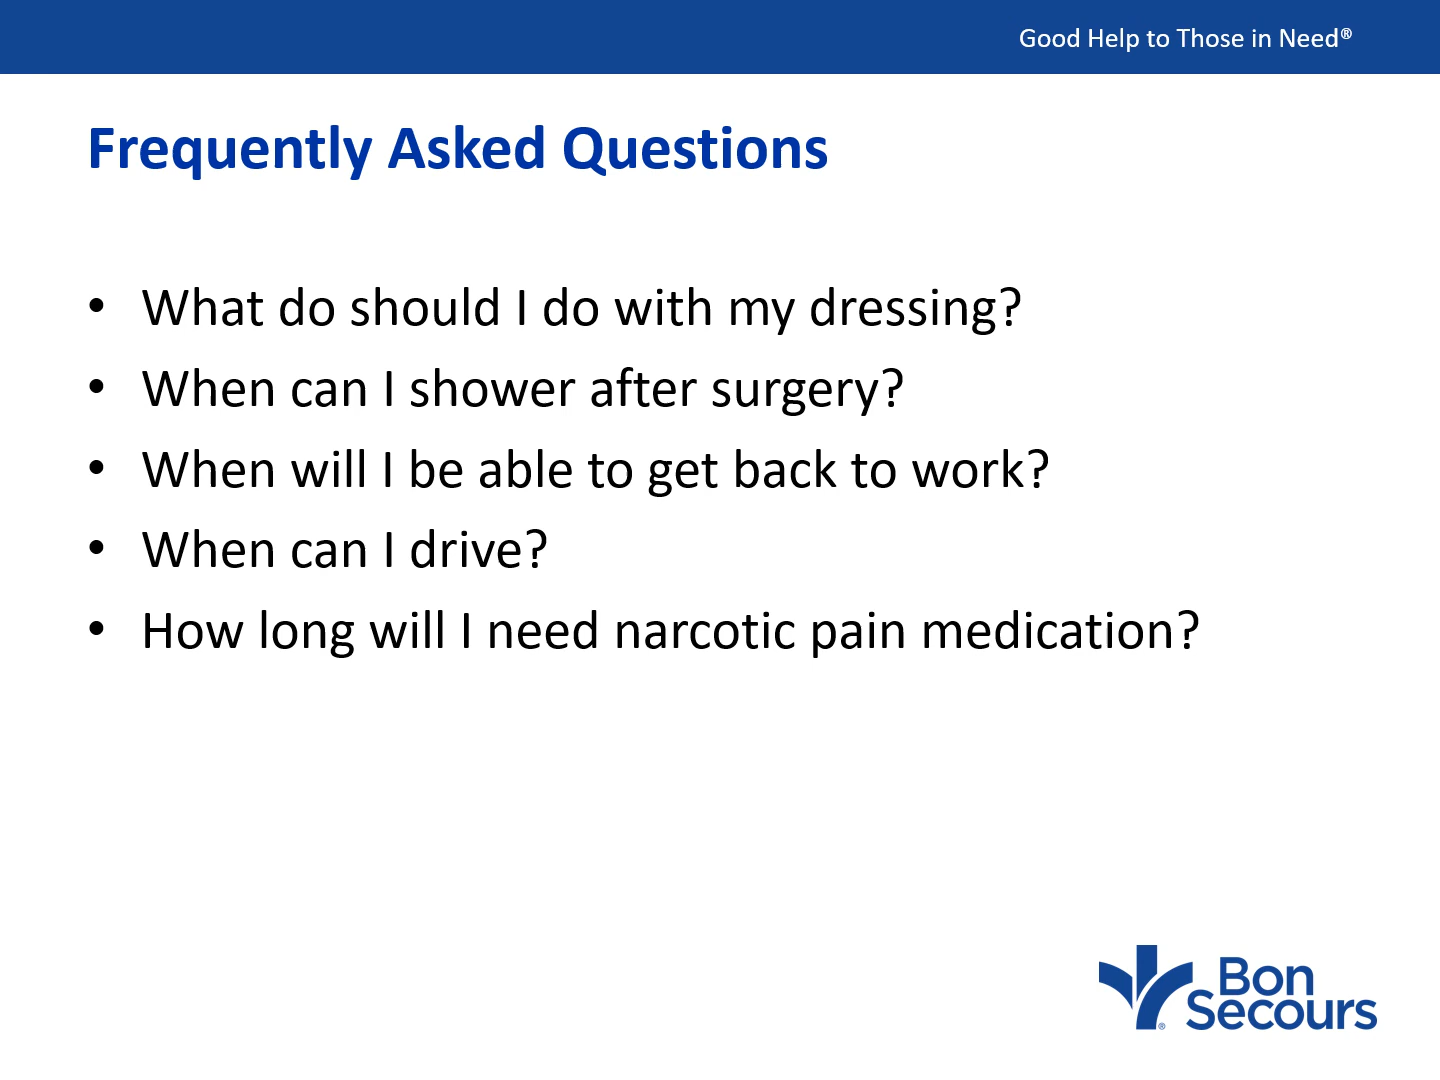 Good Help to Those in Need®
Frequently Asked Questions
• What do should I do with my dressing?
• When can I shower after surgery?
• When will I be able to get back to work?
• When can I drive?
• How long will I need narcotic pain medication?
Bon
Secours
®